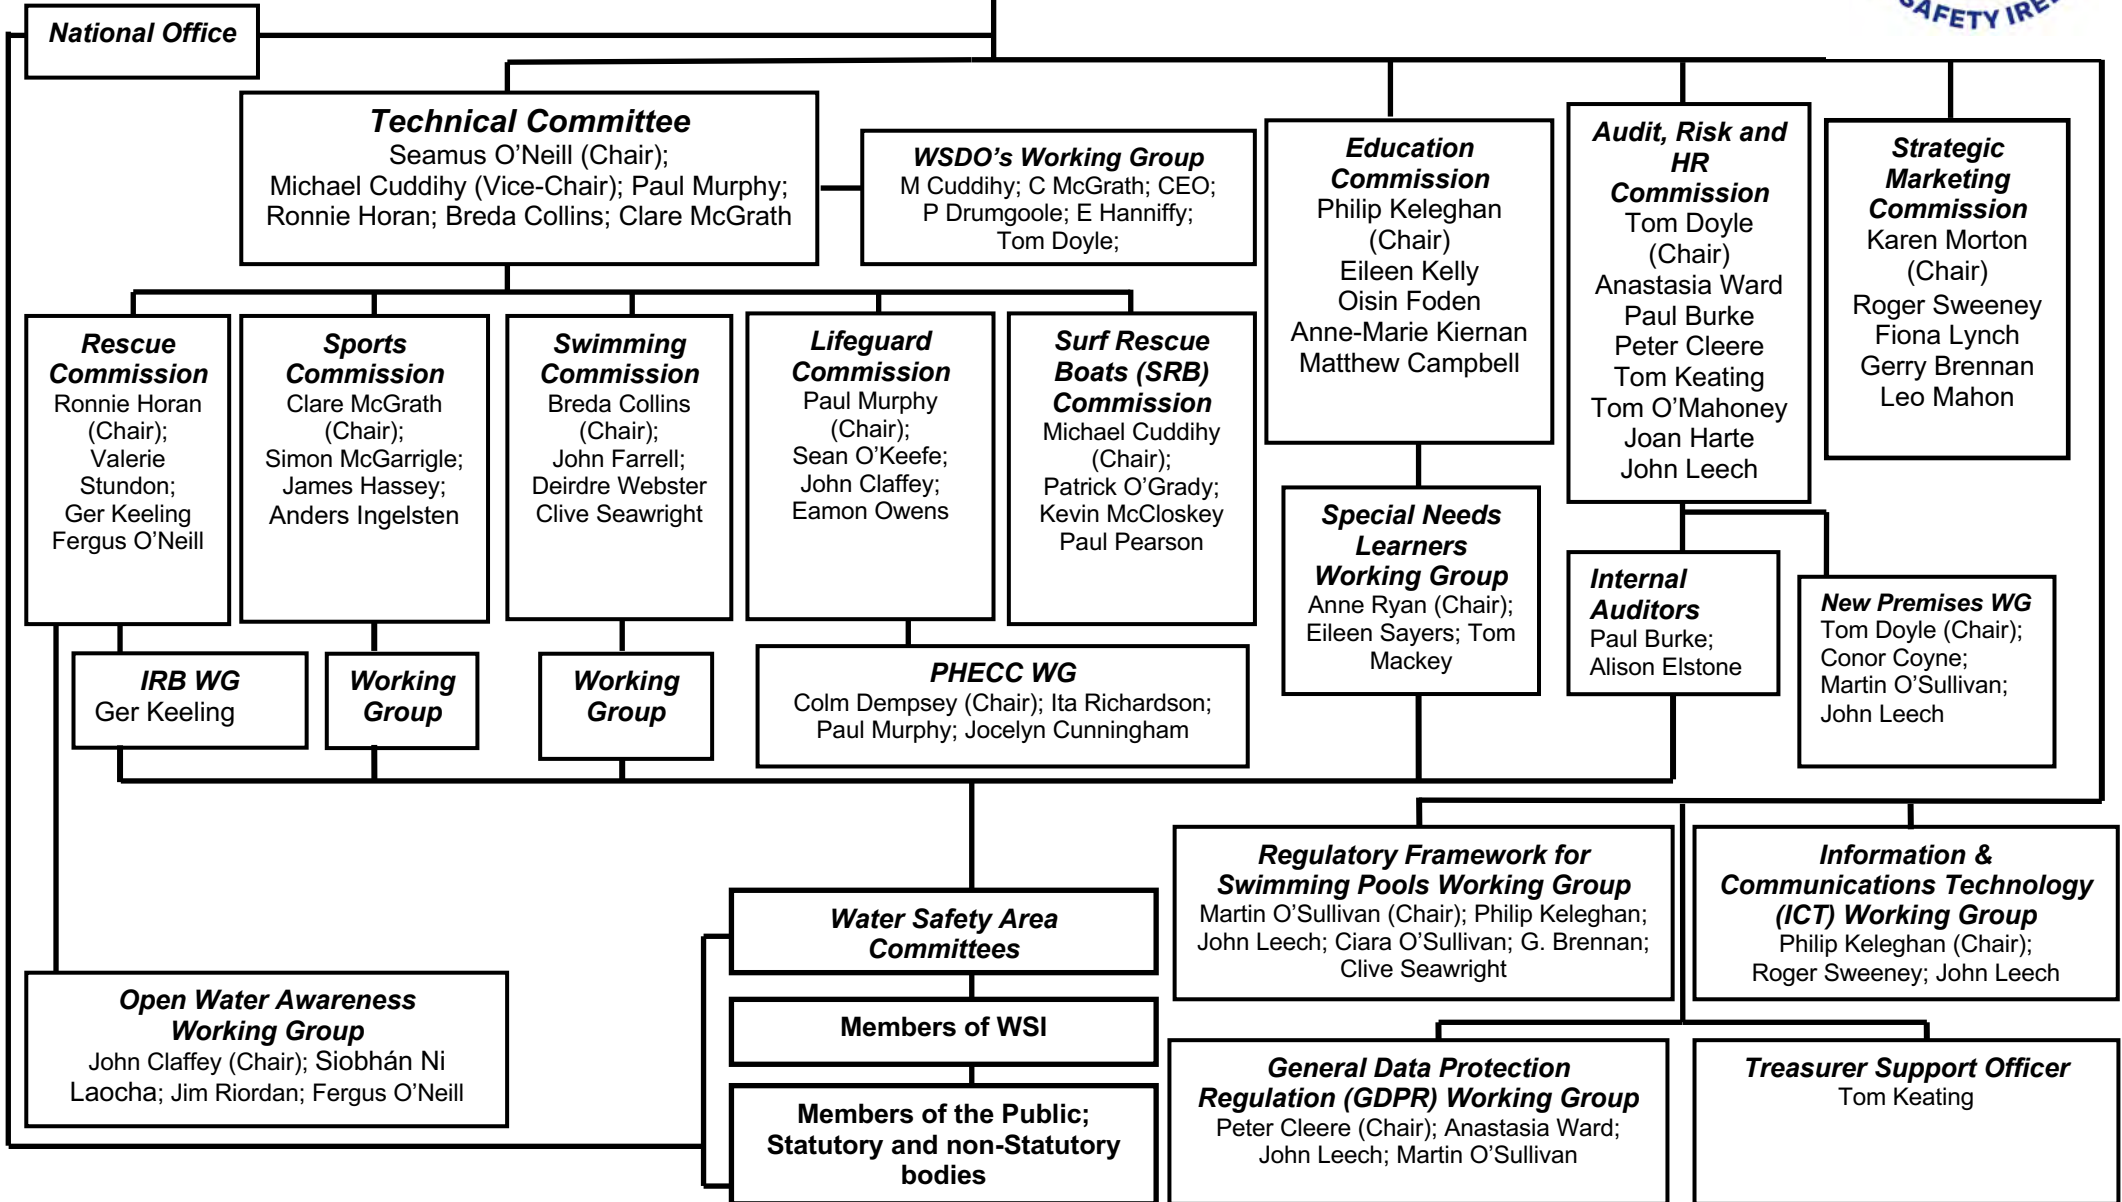 SAFETY IRE
National Office
Technical Committee
Seamus O’Neill (Chair);
Michael Cuddihy (Vice-Chair); Paul Murphy;
Ronnie Horan; Breda Collins; Clare McGrath
WSDO’s Working Group
M Cuddihy; C McGrath; CEO;
P Drumgoole; E Hanniffy;
Tom Doyle;
Education
Commission
Philip Keleghan
(Chair)
Eileen Kelly
Oisin Foden
Anne-Marie Kiernan
Matthew Campbell
Audit, Risk and
HR
Commission
Tom Doyle
(Chair)
Anastasia Ward
Paul Burke
Peter Cleere
Tom Keating
Tom O’Mahoney
Joan Harte
John Leech
Strategic
Marketing
Commission
Karen Morton
(Chair)
Roger Sweeney
Fiona Lynch
Gerry Brennan
Leo Mahon
Rescue
Commission
Ronnie Horan
(Chair);
Valerie
Stundon;
Ger Keeling
Fergus O’Neill
Sports
Commission
Clare McGrath
(Chair);
Simon McGarrigle;
James Hassey;
Anders Ingelsten
Swimming
Commission
Breda Collins
(Chair);
John Farrell;
Deirdre Webster
Clive Seawright
Lifeguard
Commission
Paul Murphy
(Chair);
Sean O’Keefe;
John Claffey;
Eamon Owens
Surf Rescue
Boats (SRB)
Commission
Michael Cuddihy
(Chair);
Patrick O’Grady;
Kevin McCloskey
Paul Pearson
Special Needs
Learners
Working Group
Anne Ryan (Chair);
Eileen Sayers; Tom
Mackey
Internal
Auditors
Paul Burke;
Alison Elstone
New Premises WG
Tom Doyle (Chair);
Conor Coyne;
Martin O’Sullivan;
John Leech
IRB WG
Ger Keeling
Working
Group
Working
Group
PHECC WG
Colm Dempsey (Chair); Ita Richardson;
Paul Murphy; Jocelyn Cunningham
Regulatory Framework for
Swimming Pools Working Group
Martin O’Sullivan (Chair); Philip Keleghan;
John Leech; Ciara O’Sullivan; G. Brennan;
Clive Seawright
Information &
Communications Technology
(ICT) Working Group
Philip Keleghan (Chair);
Roger Sweeney; John Leech
Water Safety Area
Committees
Members of WSI
Members of the Public;
Statutory and non-Statutory
bodies
Open Water Awareness
Working Group
John Claffey (Chair); Siobhán Ni
Laocha; Jim Riordan; Fergus O’Neill
General Data Protection
Regulation (GDPR) Working Group
Peter Cleere (Chair); Anastasia Ward;
John Leech; Martin O’Sullivan
Treasurer Support Officer
Tom Keating